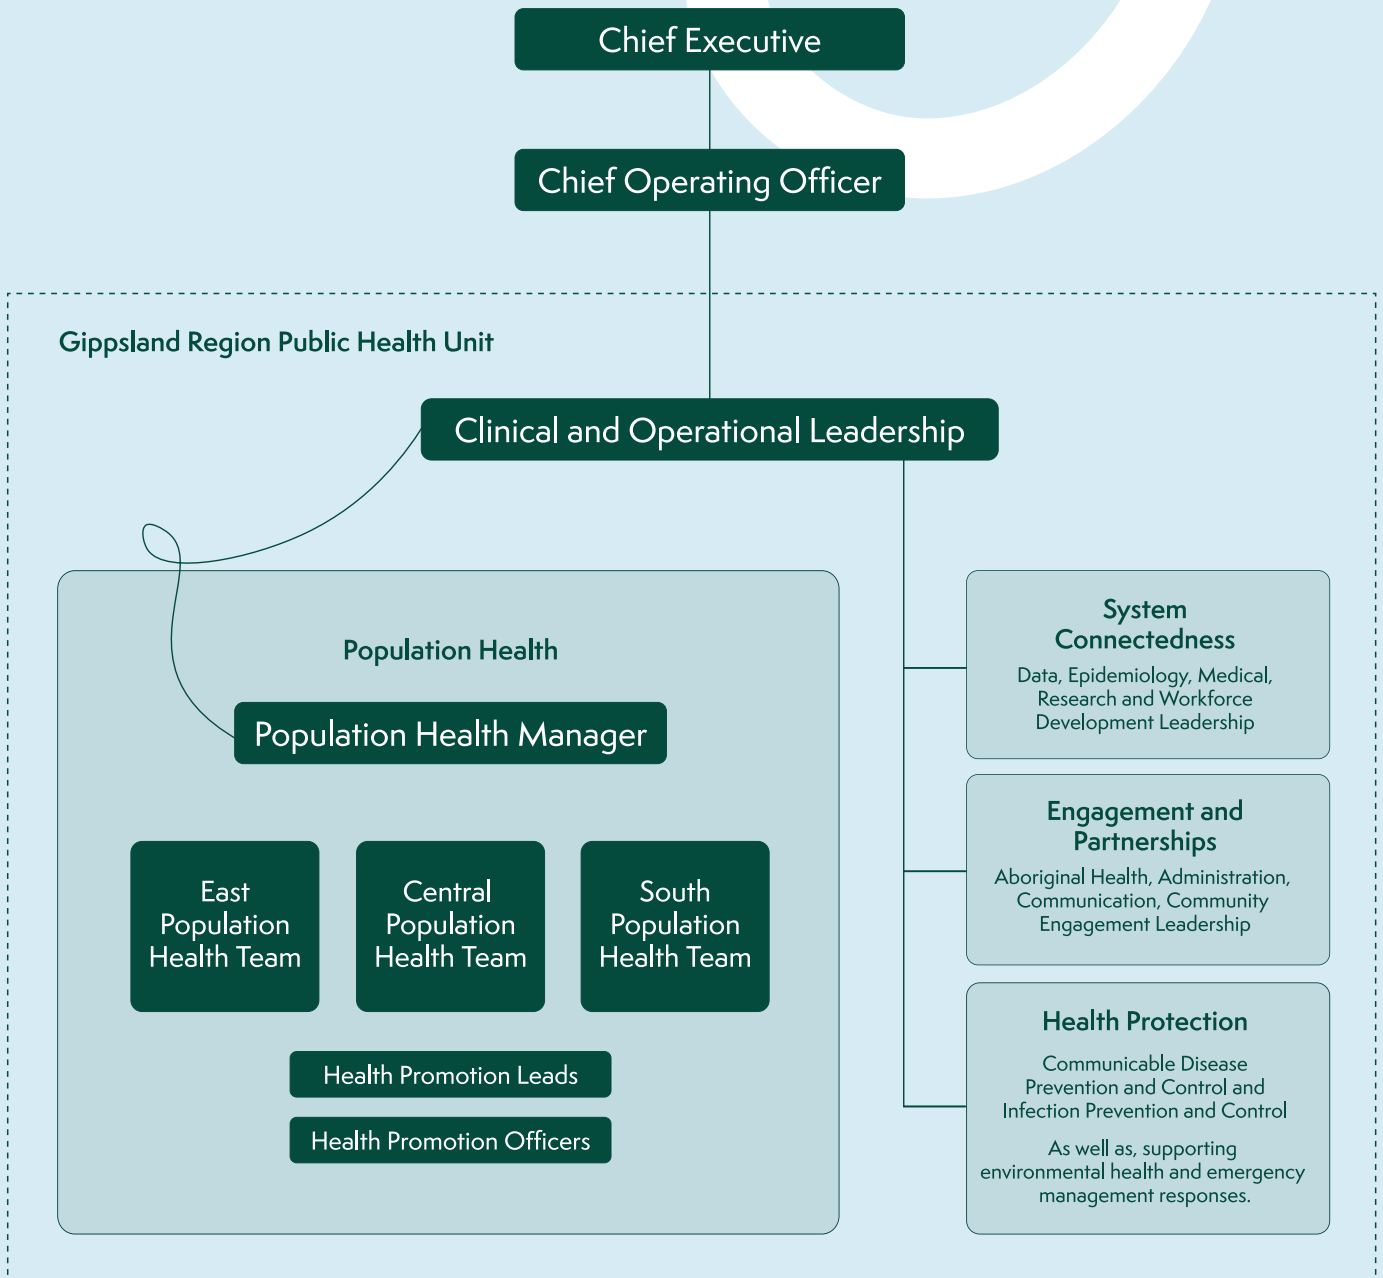 Chief Executive
Chief Operating Officer
Gippsland Region Public Health Unit
Clinical and Operational Leadership
Population Health
Population Health Manager
East
Population
Health Team
Central
Population
Health Team
South
Population
Health Team
Health Promotion Leads
Health Promotion Officers
System
Connectedness
Data, Epidemiology, Medical,
Research and Workforce
Development Leadership
Engagement and
Partnerships
Aboriginal Health, Administration,
Communication, Community
Engagement Leadership
Health Protection
Communicable Disease
Prevention and Control and
Infection Prevention and Control
As well as, supporting
environmental health and emergency
management responses.